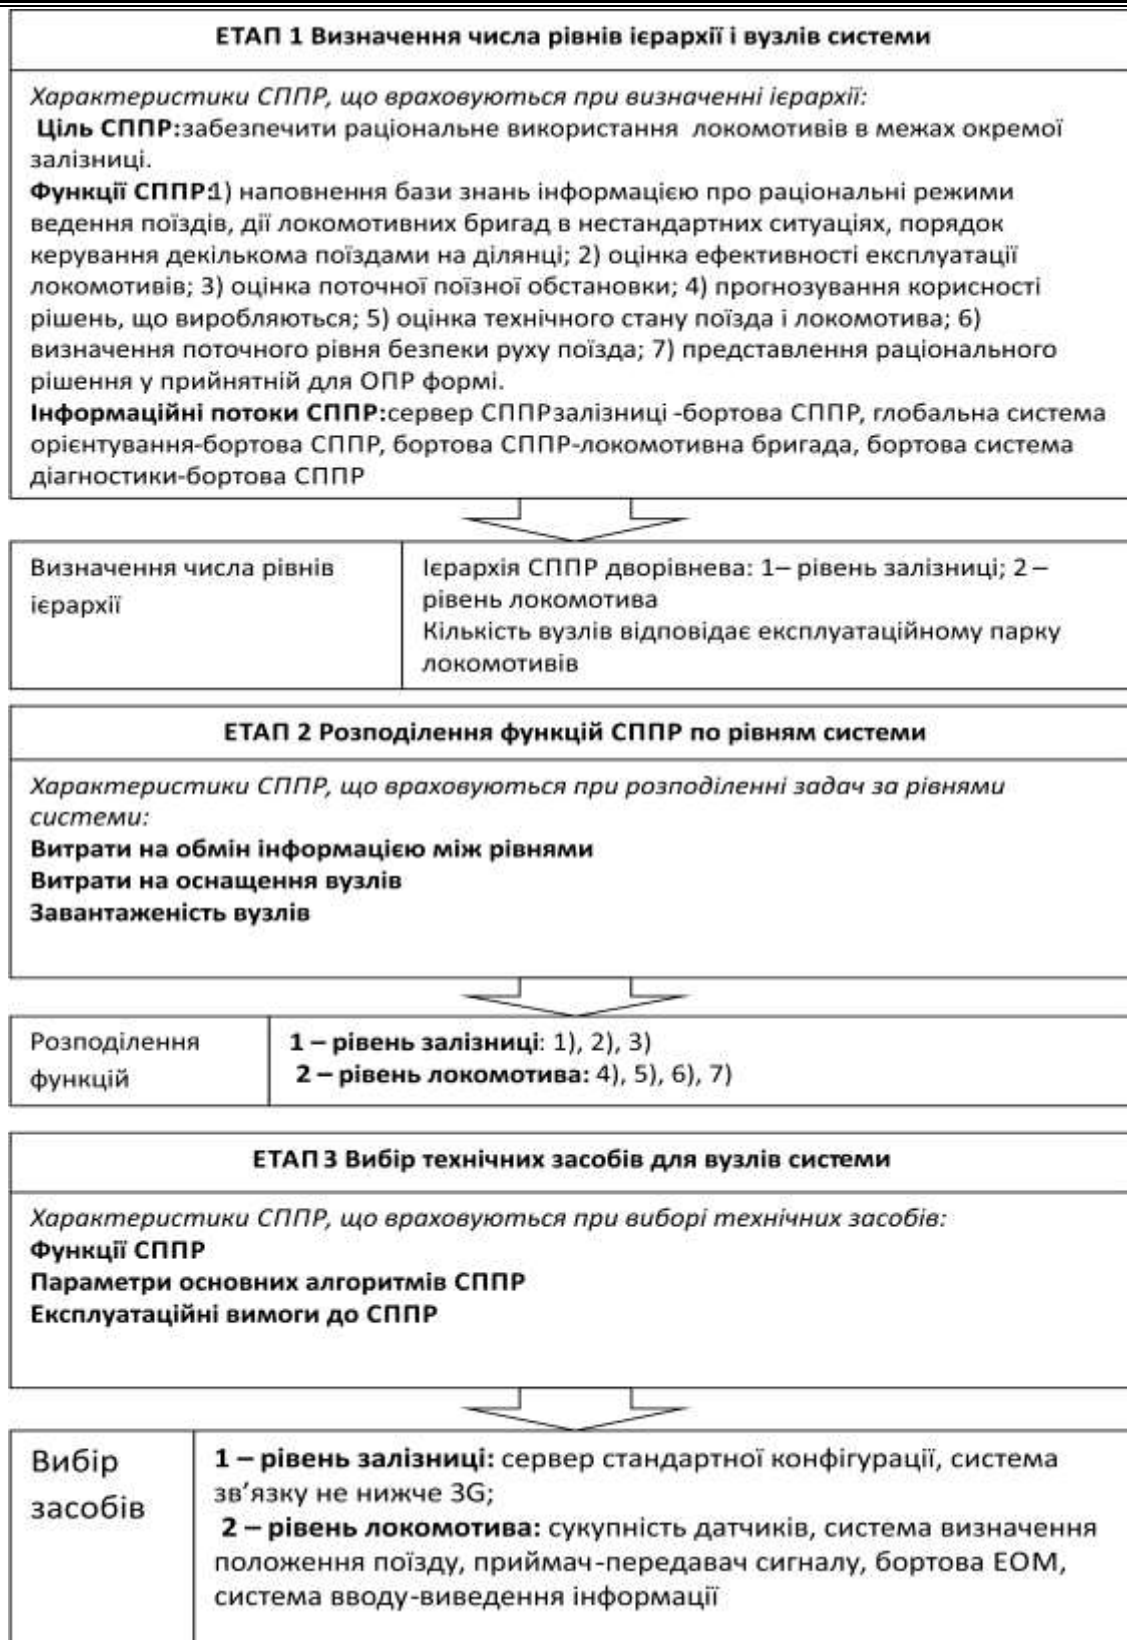 ЕТАП 1 Визначення числа рівнів ієрархії і вузлів системи
Характеристики СППР, що враховуються при визначенні ієрархії:
Ціль СППР:забезпечити раціональне використання локомотивів в межах окремої
залізниці.
Функції СППР:1) наповнення бази знань інформацією про раціональні режими
ведення поїздів, дії локомотивних бригад в нестандартних ситуаціях, порядок
керування декількома поїздами на ділянці; 2) оцінка ефективності експлуатації
локомотивів; 3) оцінка поточної поїзної обстановки; 4) прогнозування корисності
рішень, що виробляються; 5) оцінка технічного стану поїзда і локомотива; 6)
визначення поточного рівня безпеки руху поїзда; 7) представлення раціонального
рішення у прийнятній для ОПР формі.
Інформаційні потоки СППР:сервер СППРзалізниці -бортова СППР, глобальна система
орієнтування-бортова СППР, бортова СППР-локомотивна бригада, бортова система
діагностики-бортова СППР
Визначення числа рівнів
ієрархії
Ієрархія СППР дворівнева: 1– рівень залізниці; 2 –
рівень локомотива
Кількість вузлів відповідає експлуатаційному парку
локомотивів
ЕТАП 2 Розподілення функцій СППР по рівням системи
Характеристики СППР, що враховуються при розподіленні задач за рівнями
системи:
Витрати на обмін інформацією між рівнями
Витрати на оснащення вузлів
Завантаженість вузлів
Розподілення
функцій
1 – рівень залізниці: 1), 2), 3)
2 – рівень локомотива: 4), 5), 6), 7)
ЕТАП 3 Вибір технічних засобів для вузлів системи
Характеристики СППР, що враховуються при виборі технічних засобів:
Функції СППР
Параметри основних алгоритмів СППР
Експлуатаційні вимоги до СППР
Вибір
засобів
1 – рівень залізниці: сервер стандартної конфігурації, система
зв’язку не нижче 3G;
2 – рівень локомотива: сукупність датчиків, система визначення
положення поїзду, приймач-передавач сигналу, бортова ЕОМ,
система вводу-виведення інформації